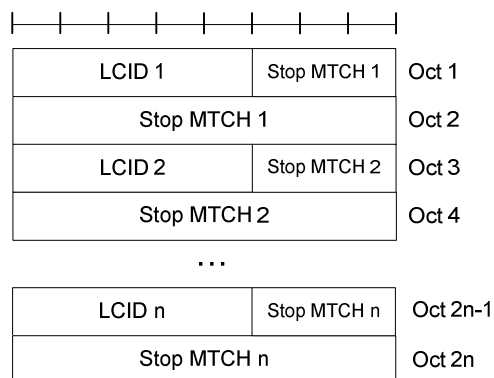 LCID 1 Stop MTCH 1 Oct 1
Stop MTCH 1 Oct 2
LCID 2 Stop MTCH 2 Oct 3
Stop MTCH 2 Oct 4
...
LCID n Stop MTCH n Oct 2n-1
Stop MTCH n Oct 2n